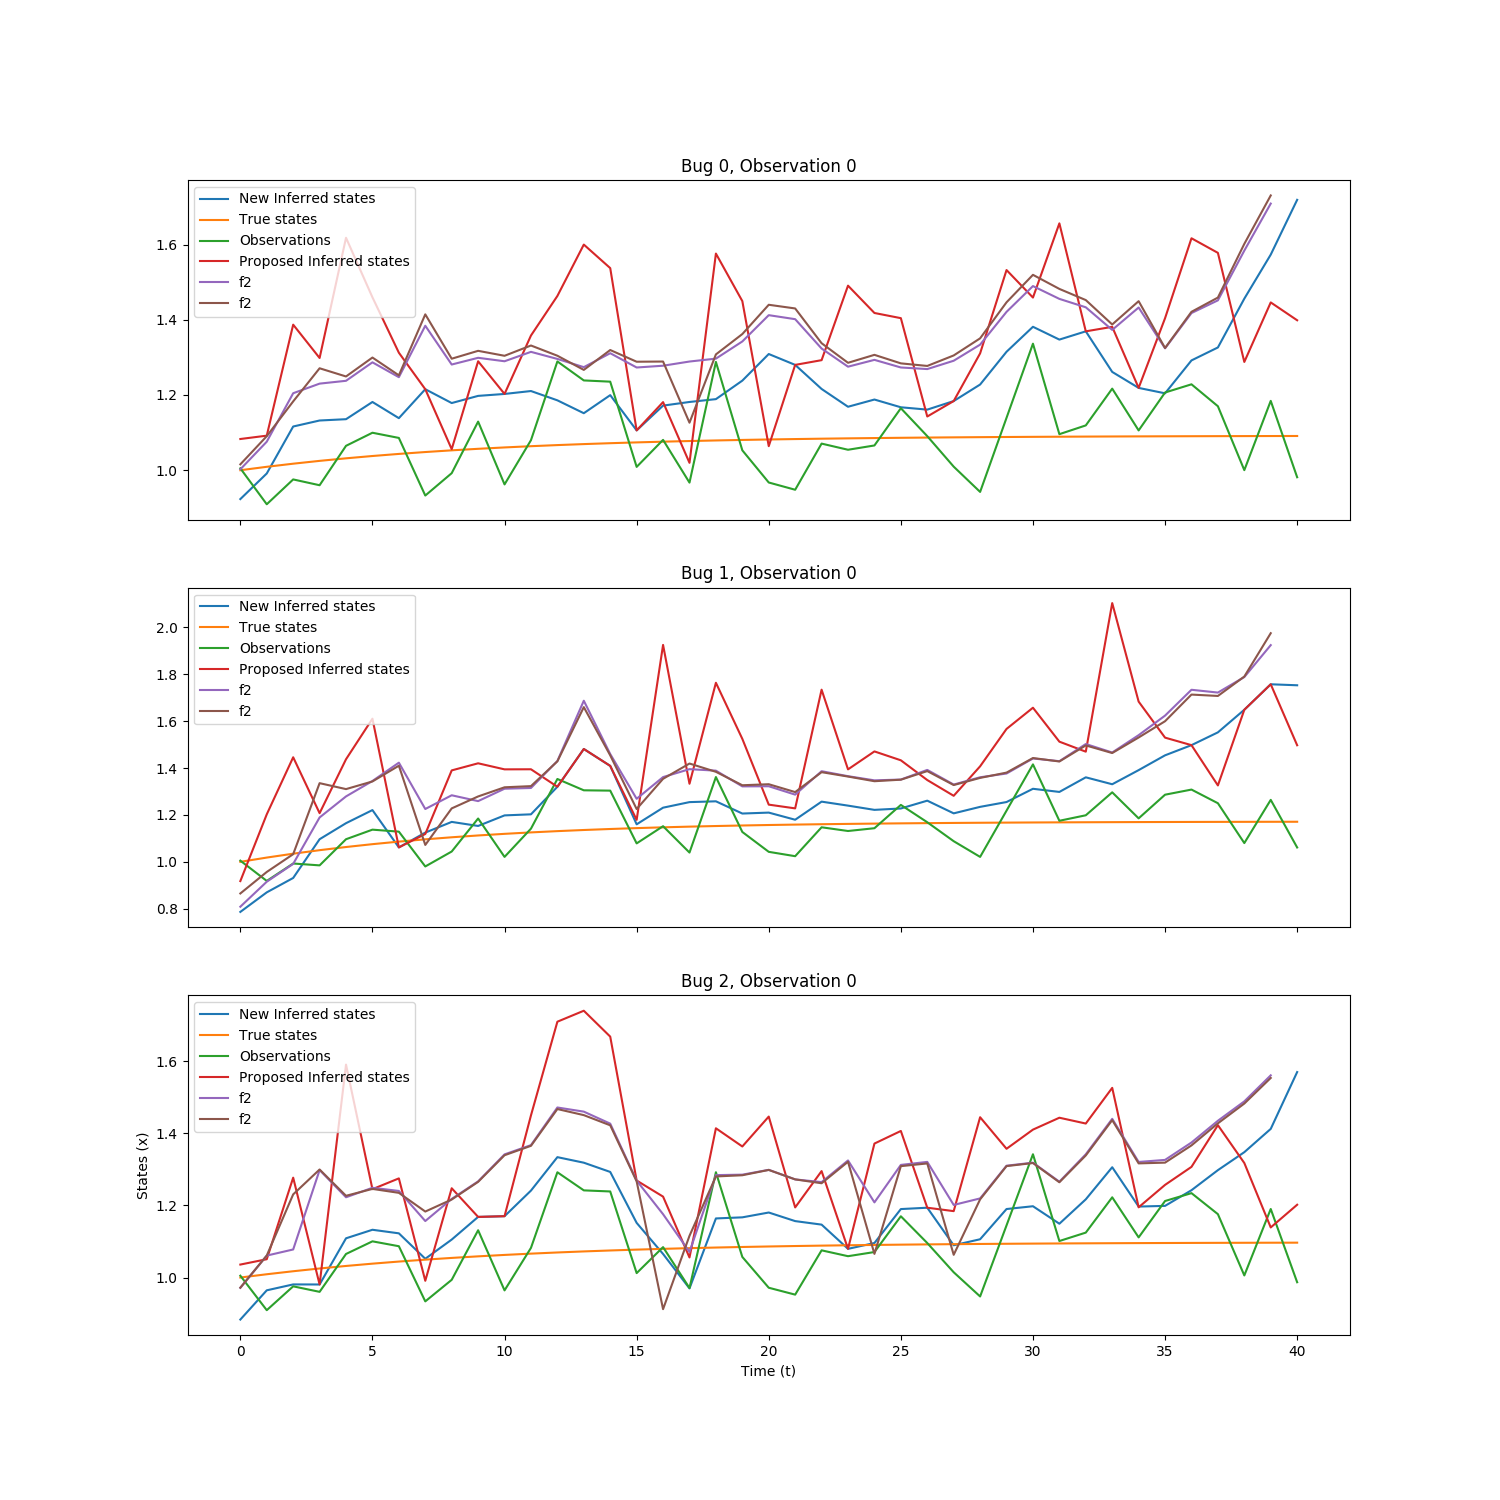 Bug 0, Observation 0
New Inferred states
True states
Observations
Proposed Inferred states
f2
f2
1.6
1.4
1.2
1.0
Bug 1, Observation 0
New Inferred states
True states
Observations
Proposed Inferred states
f2
f2
2.0
1.8
1.6
1.4
1.2
1.0
0.8
Bug 2, Observation 0
New Inferred states
True states
Observations
Proposed Inferred states
f2
f2
1.6
1.4
1.2
1.0
States (x)
0 5 10 15 20 25 30 35 40
Time (t)